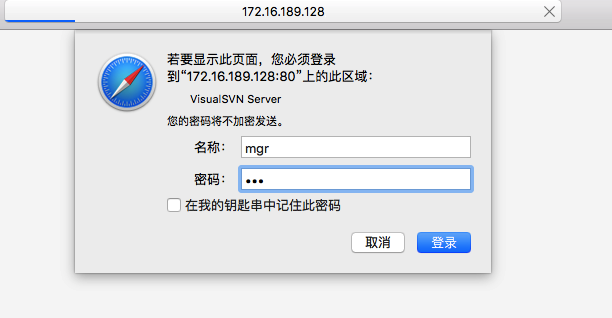 172.16.189.128
若要显示此页面，您必须登录
到“172.16.189.128:80”上的此区域：
VisualSVN Server
您的密码将不加密发送。
名称： mgr
密码： •••
在我的钥匙串中记住此密码
取消 登录